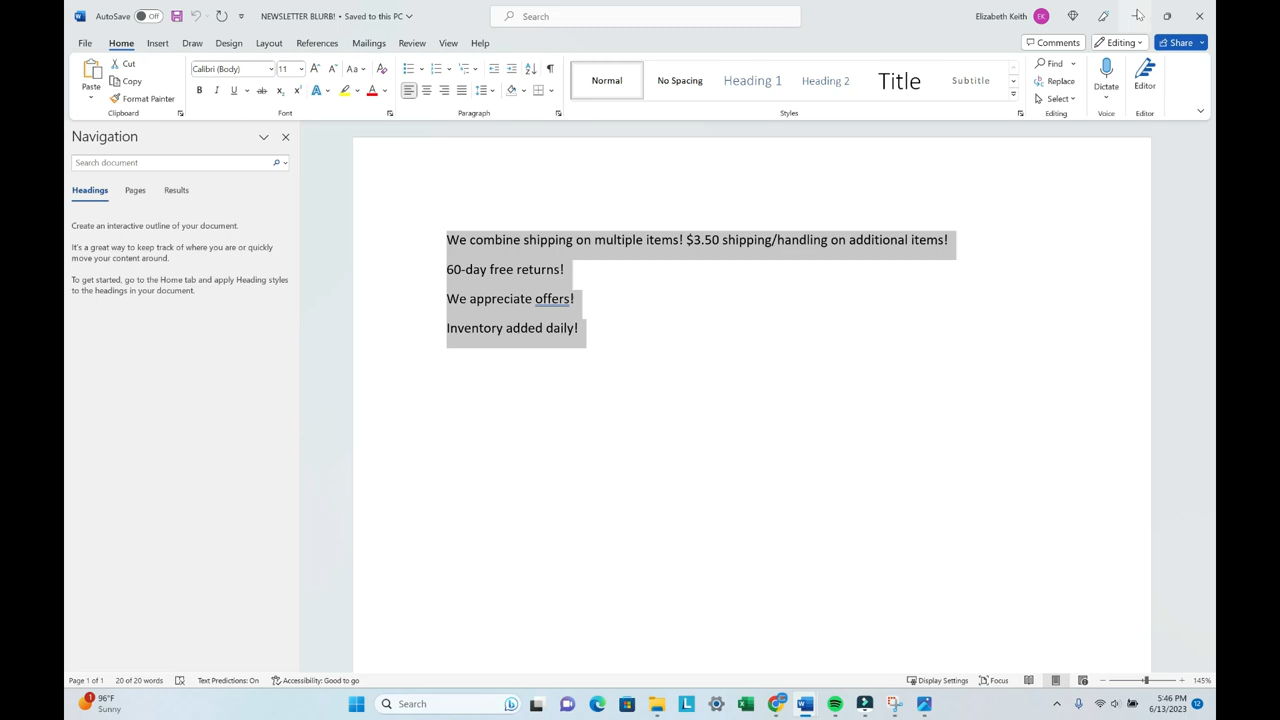 AutoSave Off NEWSLETTER BLURB! • Saved to this PC Search Elizabeth Keith EK
File Home Insert Draw Design Layout References Mailings Review View Help Comments Editing Share
Paste Cut Copy Format Painter Clipboard
Calibri (Body) 11 Font
Paragraph
Normal No Spacing Heading 1 Heading 2 Title Subtitle Styles
Find Replace Select Editing
Dictate Voice
Editor Editor
Navigation
Search document
Headings Pages Results
Create an interactive outline of your document.
It's a great way to keep track of where you are or quickly
move your content around.
To get started, go to the Home tab and apply Heading styles
to the headings in your document.
We combine shipping on multiple items! $3.50 shipping/handling on additional items!
60-day free returns!
We appreciate offers!
Inventory added daily!
Page 1 of 1 20 of 20 words Text Predictions: On Accessibility: Good to go Display Settings Focus 145%
1 96°F
Sunny
Search
5:46 PM
6/13/2023
12